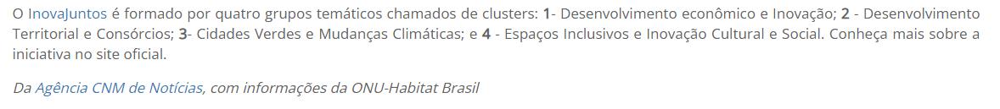 O InovaJuntos é formado por quatro grupos temáticos chamados de clusters: 1- Desenvolvimento econômico e Inovação; 2 - Desenvolvimento
Territorial e Consórcios; 3- Cidades Verdes e Mudanças Climáticas; e 4 - Espaços Inclusivos e Inovação Cultural e Social. Conheça mais sobre a
iniciativa no site oficial.
Da Agência CNM de Notícias, com informações da ONU-Habitat Brasil